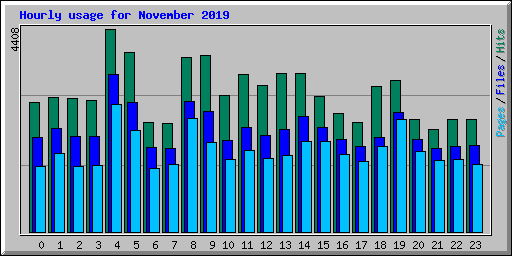 Hourly usage for November 2019
4408
Pages / Files / Hits
0 1 2 3 4 5 6 7 8 9 10 11 12 13 14 15 16 17 18 19 20 21 22 23